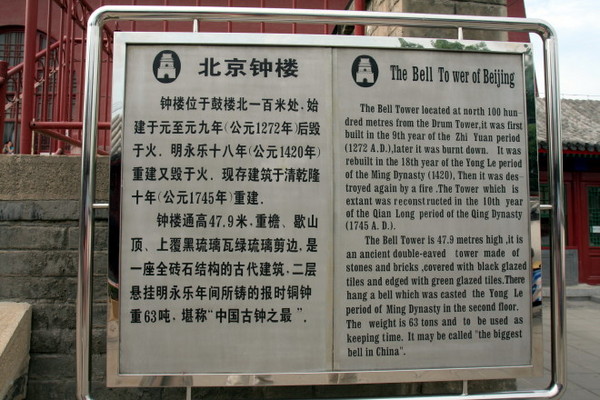 北京钟楼
钟楼位于鼓楼北一百米处，始
建于元至元九年（公元1272年）后毁
于火．明永乐十八年（公元1420年）
重建又毁于火．现存建筑于清乾隆
十年（公元1745年）重建．
钟楼通高47.9米，重檐、歇山
顶、上覆黑琉璃瓦绿琉璃剪边，是
一座全砖石结构的古代建筑．二层
悬挂明永乐年间所铸的报时铜钟
重63吨，堪称“中国古钟之最”．
The Bell To wer of Beijing
The Bell Tower located at north 100 hun-
dred metres from the Drum Tower,it was first
built in the 9th year of the Zhi Yuan period
(1272 A.D.),later it was burnt down. It was
rebuilt in the 18th year of the Yong Le period
of the Ming Dynasty (1420), Then it was des-
troyed again by a fire .The Tower which is
extant was reconstructed in the 10th year
of the Qian Long period of the Qing Dynasty
(1745 A. D.).
The Bell Tower is 47.9 metres high ,it is
an ancient double-eaved tower made of
stones and bricks ,covered with black glazed
tiles and edged with green glazed tiles.There
hang a bell which was casted the Yong Le
period of Ming Dynasty in the second floor.
The weight is 63 tons and to be used as
keeping time. It may be called "the biggest
bell in China".